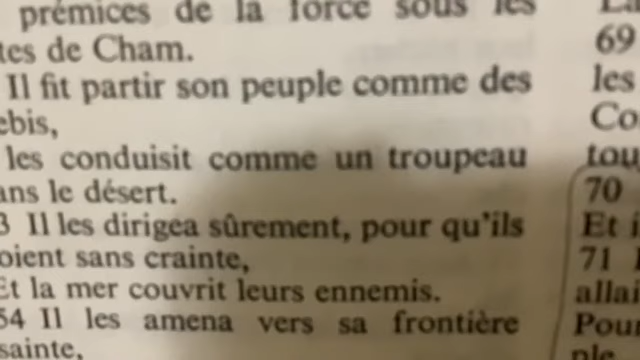 prémices de la force sous les
tes de Cham.
Il fit partir son peuple comme des
ebis,
les conduisit comme un troupeau
ans le désert.
3 Il les dirigea sûrement, pour qu'ils
oient sans crainte,
Et la mer couvrit leurs ennemis.
54 Il les amena vers sa frontière
sainte,
La
69
les
Co
tou
70
Et i
71
allai
Pour
ple